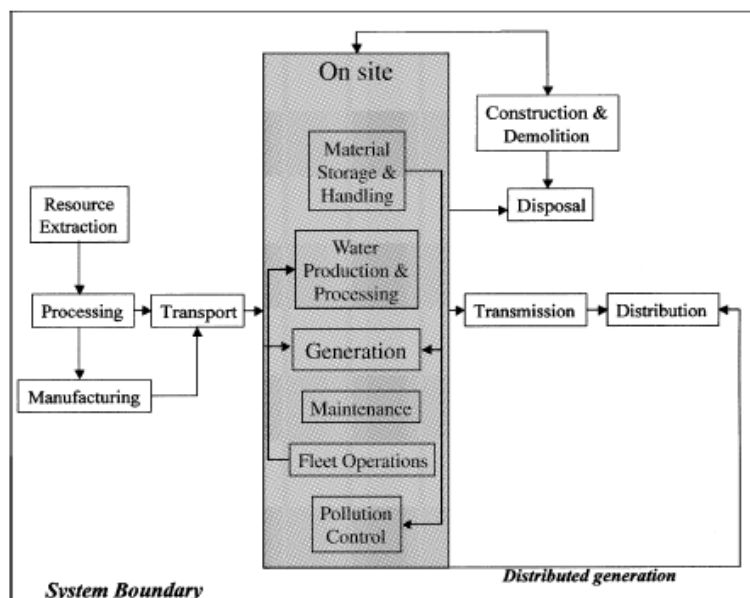 On site
Construction &
Demolition
Material
Storage &
Handling
Resource
Extraction
Disposal
Water
Production &
Processing
Processing
Transport
Transmission
Distribution
Generation
Manufacturing
Maintenance
Fleet Operations
Pollution
Control
Distributed generation
System Boundary